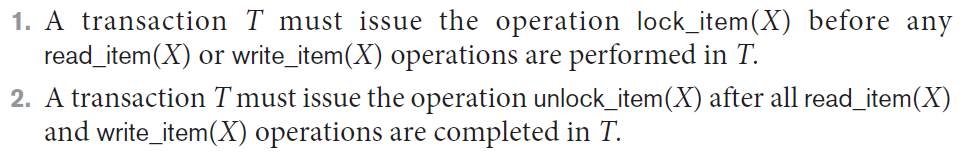 1. A transaction T must issue the operation lock_item(X) before any
read_item(X) or write_item(X) operations are performed in T.
2. A transaction T must issue the operation unlock_item(X) after all read_item(X)
and write_item(X) operations are completed in T.